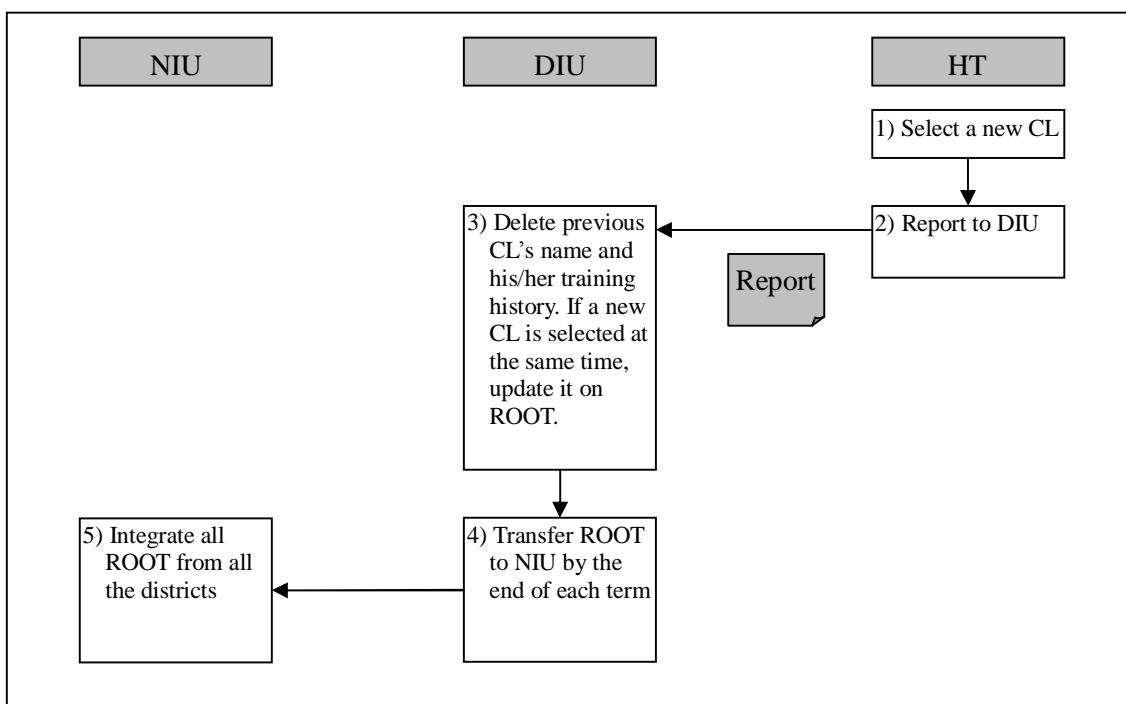 NIU
DIU
HT
1) Select a new CL
2) Report to DIU
Report
3) Delete previous
CL’s name and
his/her training
history. If a new
CL is selected at
the same time,
update it on
ROOT.
4) Transfer ROOT
to NIU by the
end of each term
5) Integrate all
ROOT from all
the districts